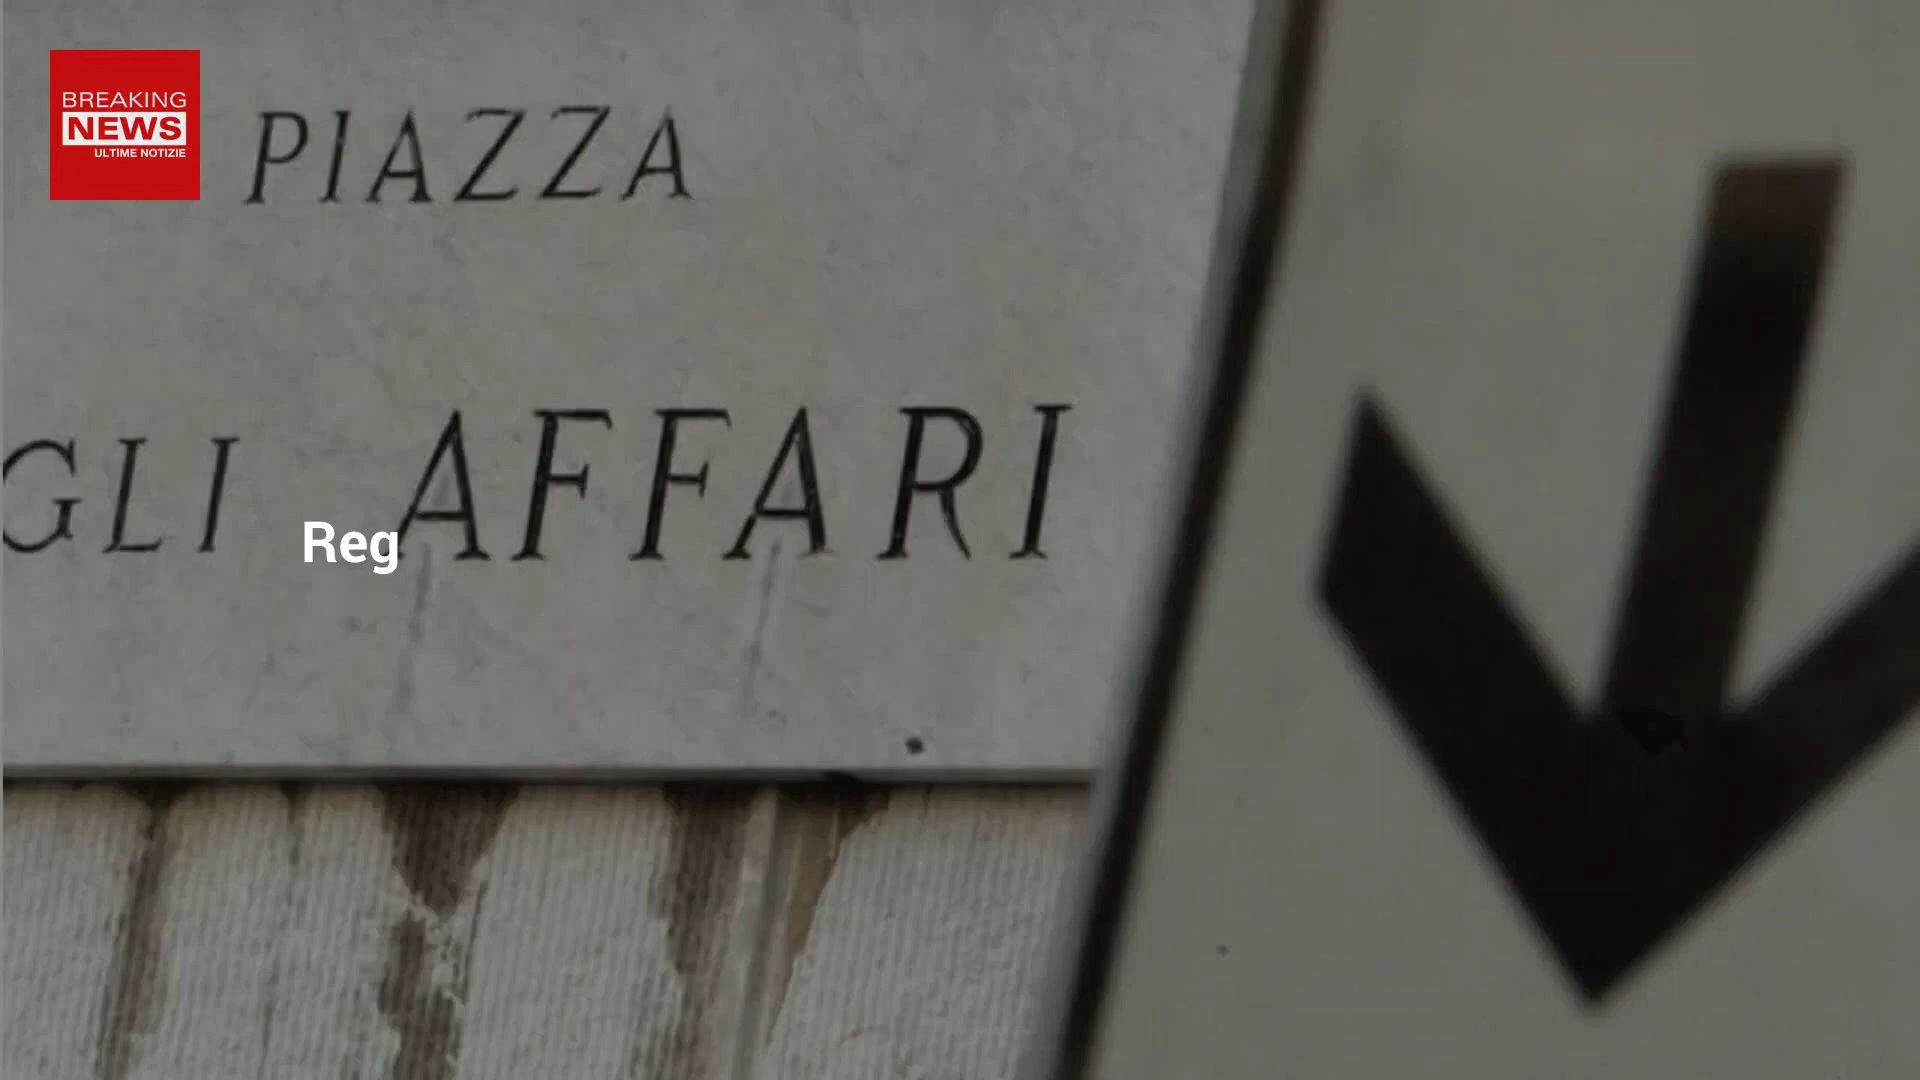 BREAKING
NEWS
ULTIME NOTIZIE
PIAZZA
GLI AFFARI
Reg